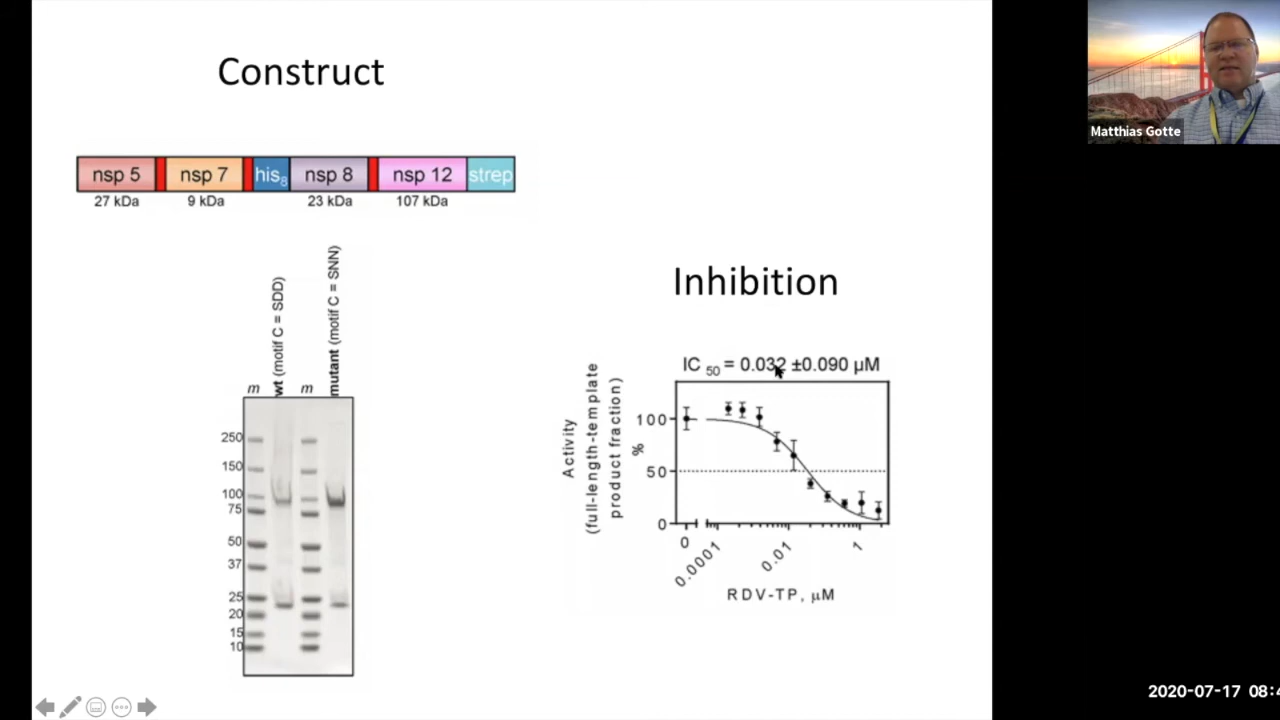 Construct
nsp 5 nsp 7 his8 nsp 8 nsp 12 strep
27 kDa 9 kDa 23 kDa 107 kDa
m
wt (motif C = SDD)
m
mutant (motif C = SNN)
250
150
100
75
50
37
25
20
15
10
Inhibition
IC 50 = 0.032 ±0.090 µM
Activity
(full-length-template
product fraction)
%
100
50
0
0
0.0001
0.01
1
RDV-TP, µM
Matthias Gotte
2020-07-17 08:4